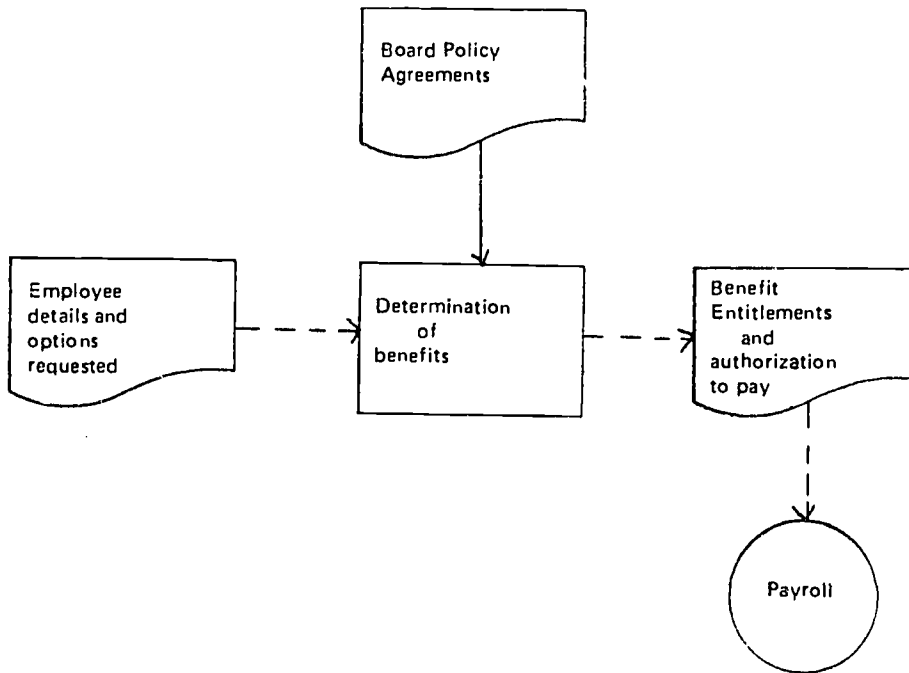 Board Policy
Agreements
Employee
details and
options
requested
Determination
of
benefits
Benefit
Entitlements
and
authorization
to pay
Payroll